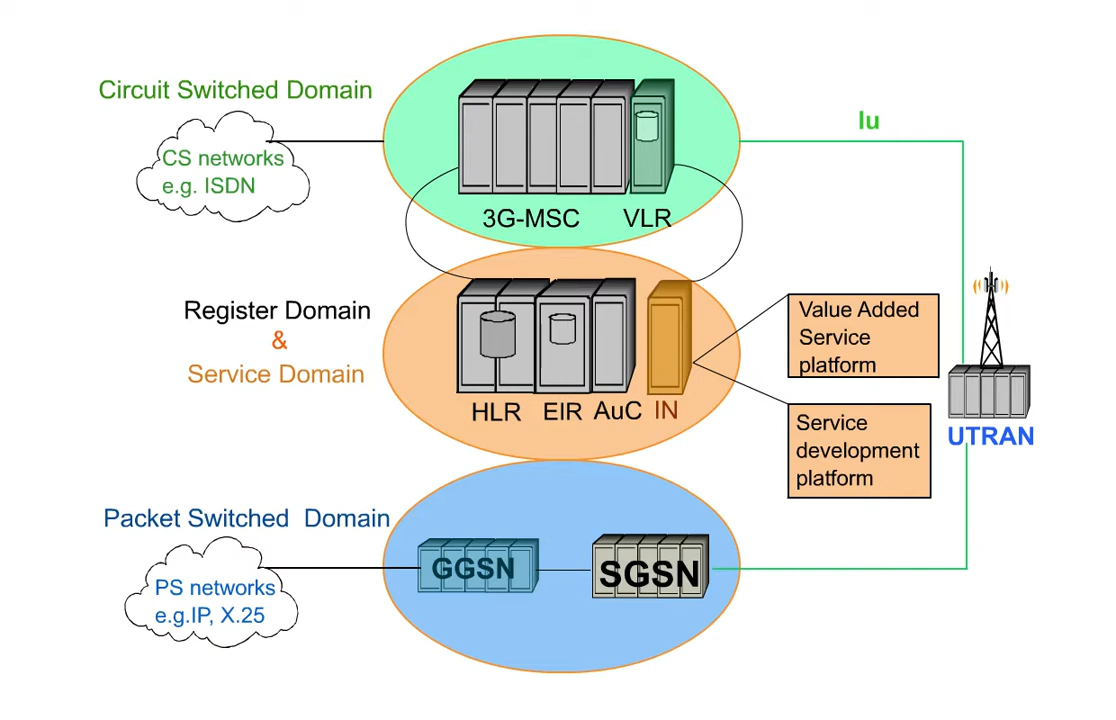 Circuit Switched Domain
CS networks
e.g. ISDN
3G-MSC
VLR
Iu
Register Domain
&
Service Domain
HLR
EIR
AuC
IN
Value Added
Service
platform
Service
development
platform
UTRAN
Packet Switched  Domain
PS networks
e.g.IP, X.25
GGSN
SGSN